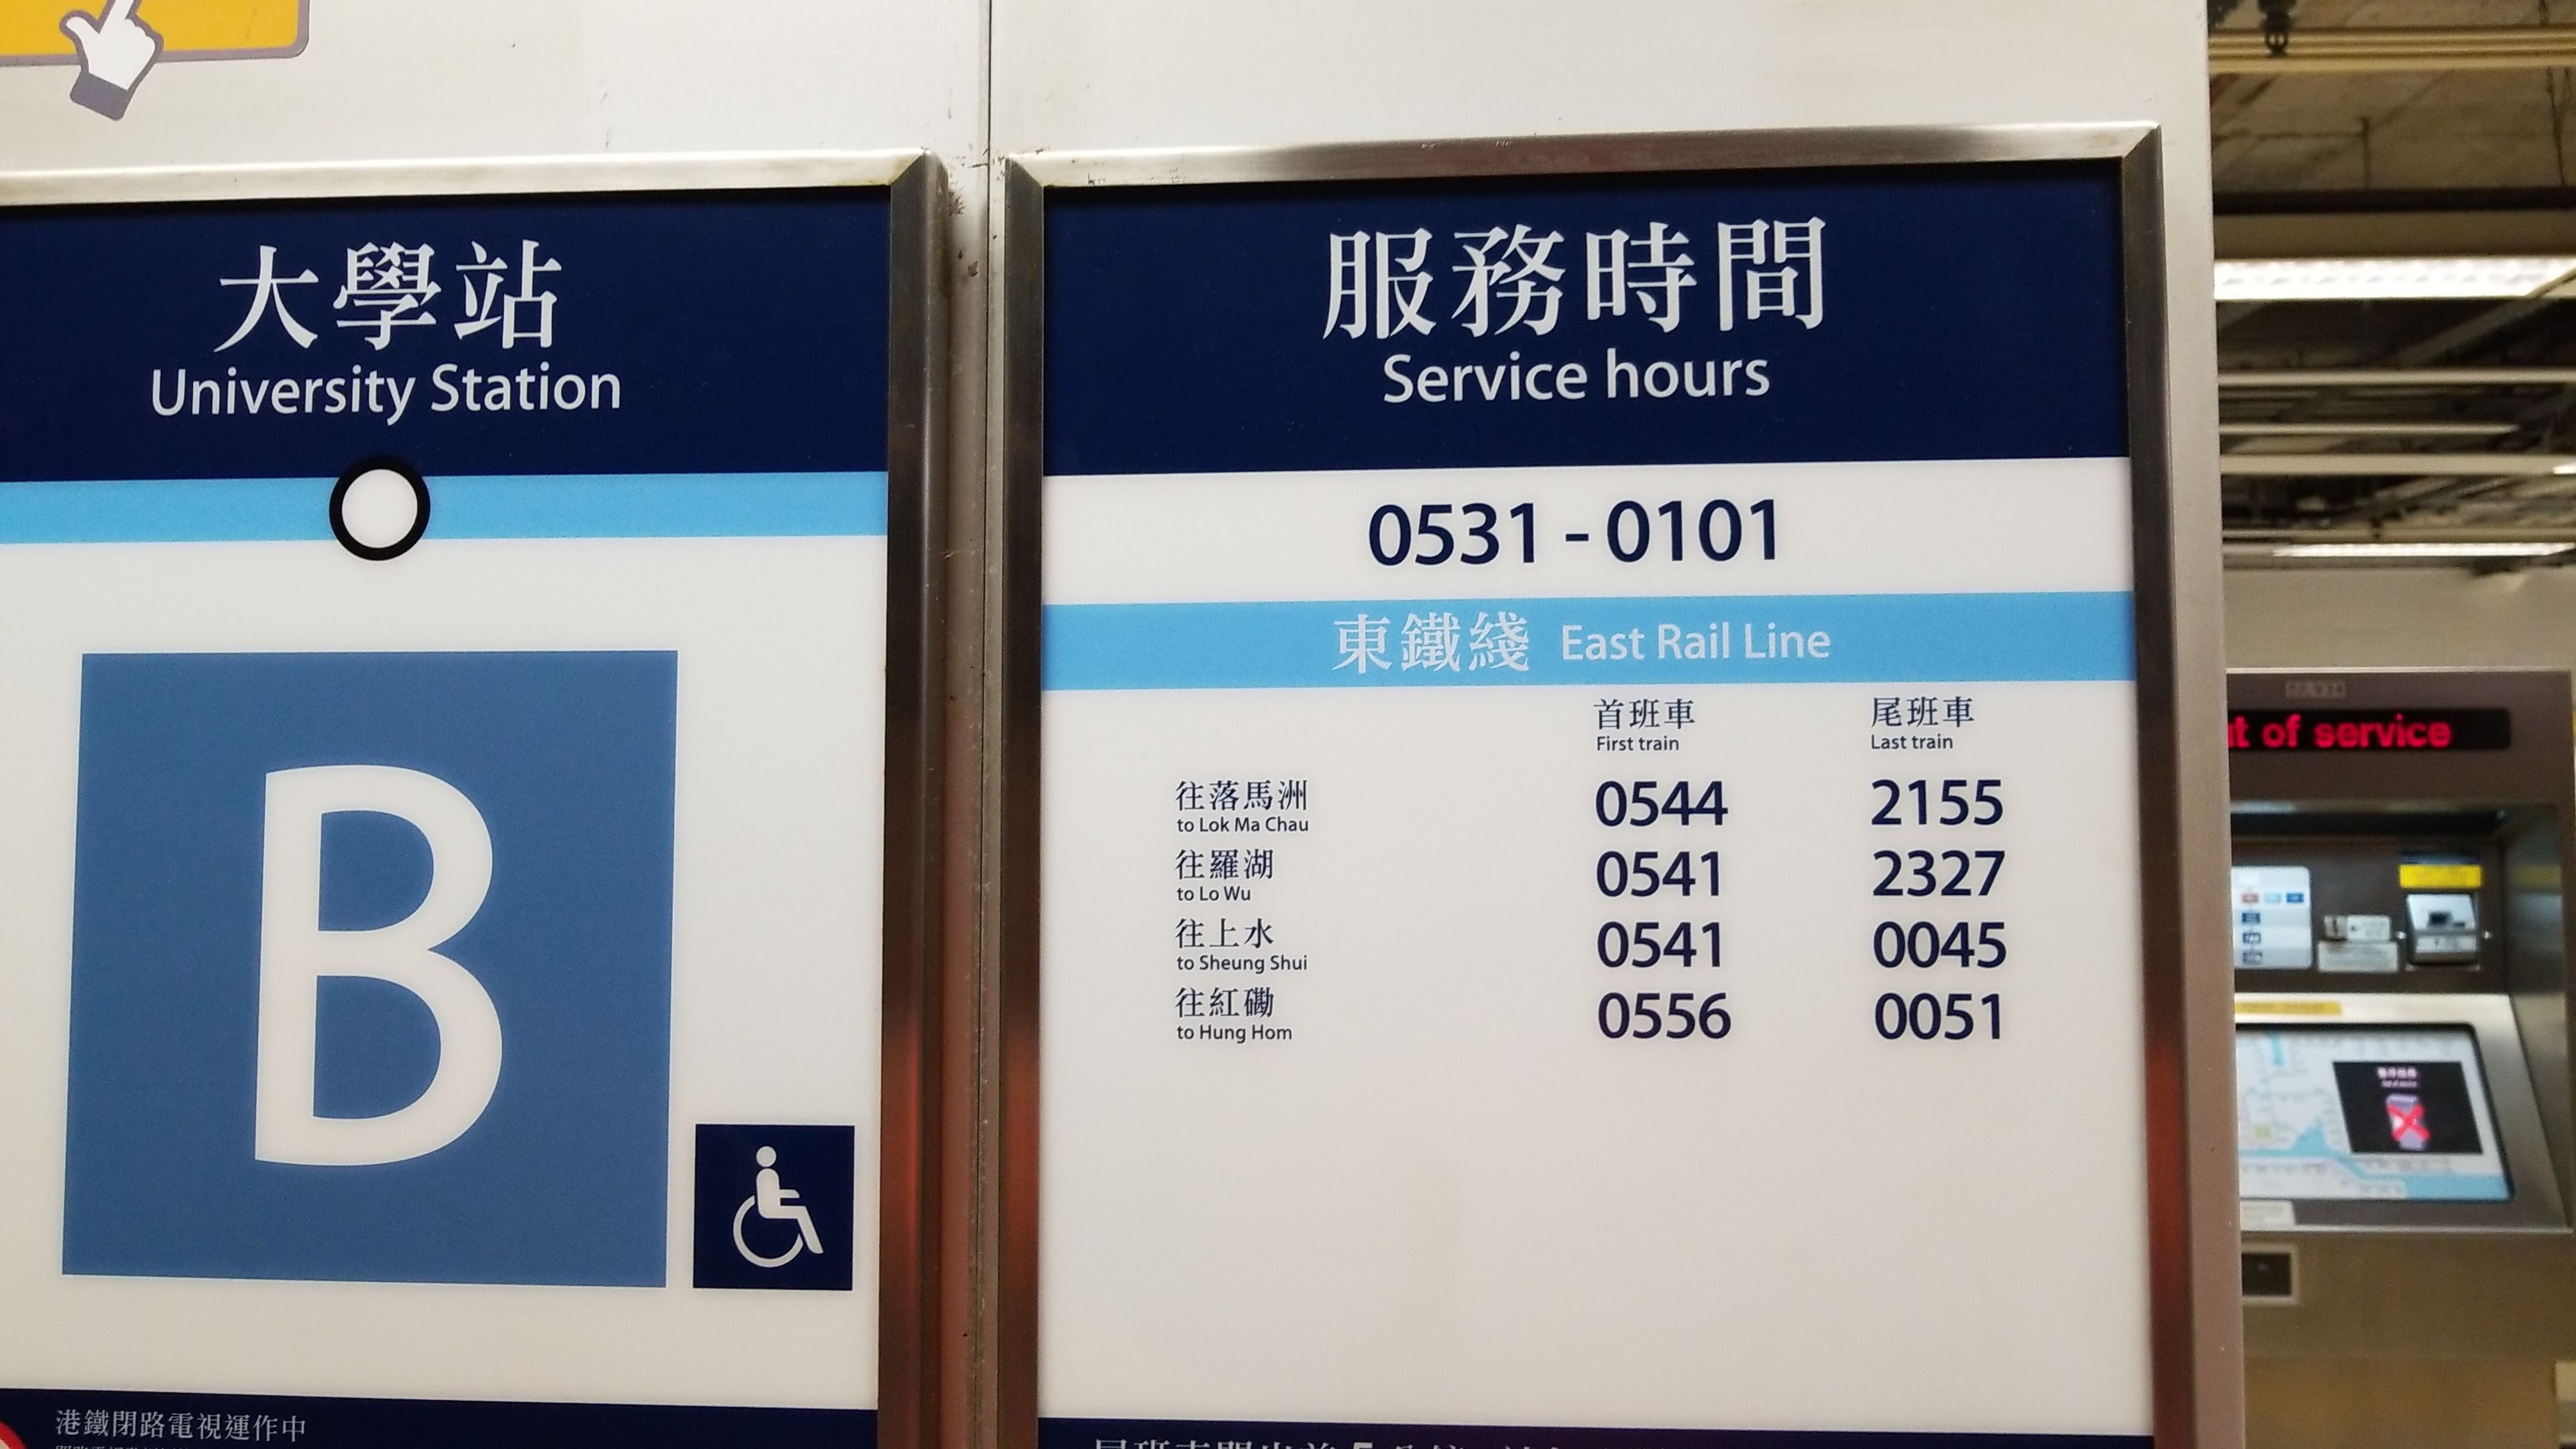 大學站
University Station
B
港鐵閉路電視運作中
服務時間
Service hours
0531 - 0101
東鐵綫 East Rail Line
首班車 尾班車
First train Last train
往落馬洲 0544 2155
to Lok Ma Chau
往羅湖 0541 2327
to Lo Wu
往上水 0541 0045
to Sheung Shui
往紅磡 0556 0051
to Hung Hom
of service